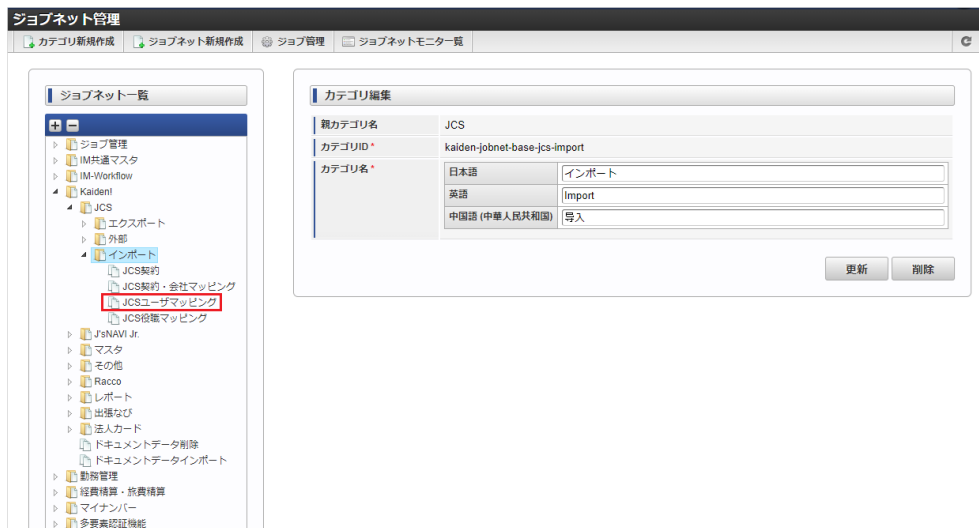 ジョブネット管理
カテゴリ新規作成 ジョブネット新規作成 ジョブ管理 ジョブネットモニタ一覧
ジョブネット一覧
ジョブ管理
IM共通マスタ
IM-Workflow
Kaiden!
JCS
エクスポート
外部
インポート
JCS契約
JCS契約・会社マッピング
JCSユーザマッピング
JCS役職マッピング
J'sNAVI Jr.
マスタ
その他
Racco
レポート
出張なび
法人カード
ドキュメントデータ削除
ドキュメントデータインポート
勤務管理
経費精算・旅費精算
マイナンバー
多要素認証機能
カテゴリ編集
親カテゴリ名 JCS
カテゴリID * kaiden-jobnet-base-jcs-import
カテゴリ名 *
日本語 インポート
英語 Import
中国語 (中華人民共和国) 导入
更新 削除